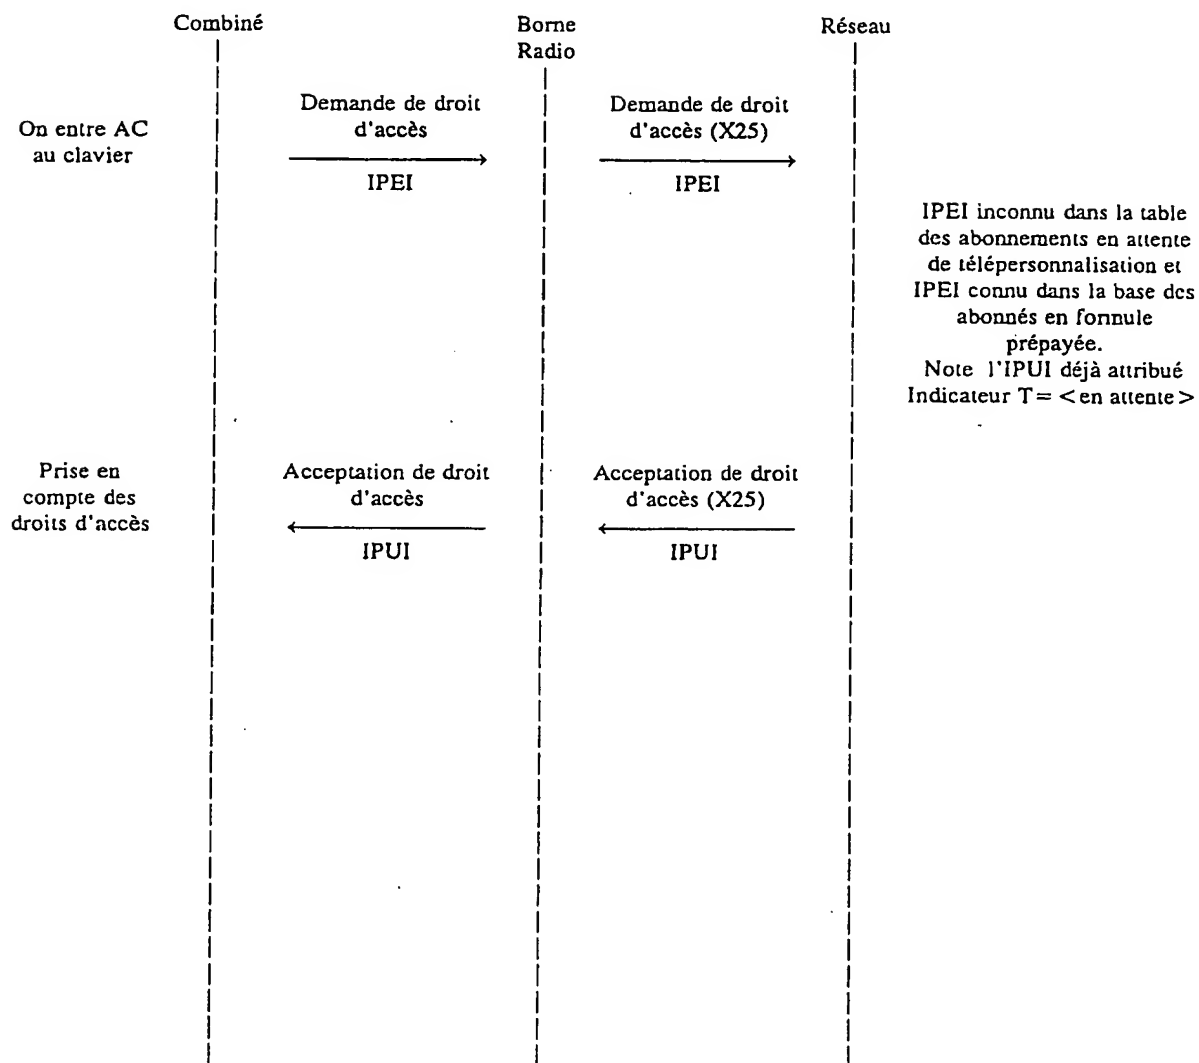 Combiné
Borne
Radio
Réseau
On entre AC
au clavier
Demande de droit
d'accès
IPEI
Demande de droit
d'accès (X25)
IPEI
IPEI inconnu dans la table
des abonnements en attente
de télépersonnalisation et
IPEI connu dans la base des
abonnés en formule
prépayée.
Note l'IPUI déjà attribué
Indicateur T= <en attente>
Prise en
compte des
droits d'accès
Acceptation de droit
d'accès
IPUI
Acceptation de droit
d'accès (X25)
IPUI